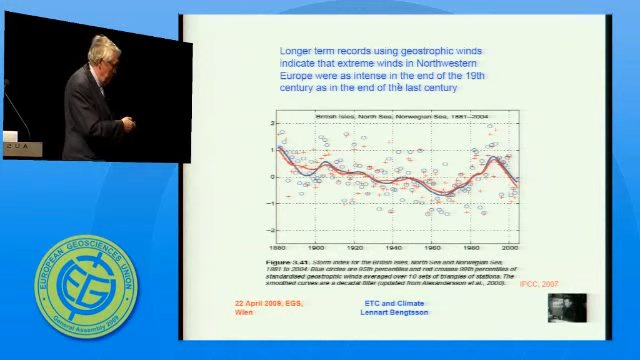 Longer term records using geostrophic winds
indicate that extreme winds in Northwestern
Europe were as intense in the end of the 19th
century as in the end of the last century
British Isles, North Sea, Norwegian Sea, 1881-2004
2
1
0
-1
-2
1880 1900 1920 1940 1960 1980 2000
Figure 3.41. Storm index for the British Isles, North Sea and Norwegian Sea,
1881 to 2004. Blue circles are 95th percentiles and red crosses 99th percentiles of
standardised geostrophic winds averaged over 10 sets of triangles of stations. The
smoothed curves are a decadal filter (updated from Alexandersson et al., 2000).
IPCC, 2007
22 April 2009, EGS,
Wien
ETC and Climate
Lennart Bengtsson
EUROPEAN GEOSCIENCES UNION
EGU
General Assembly 2009